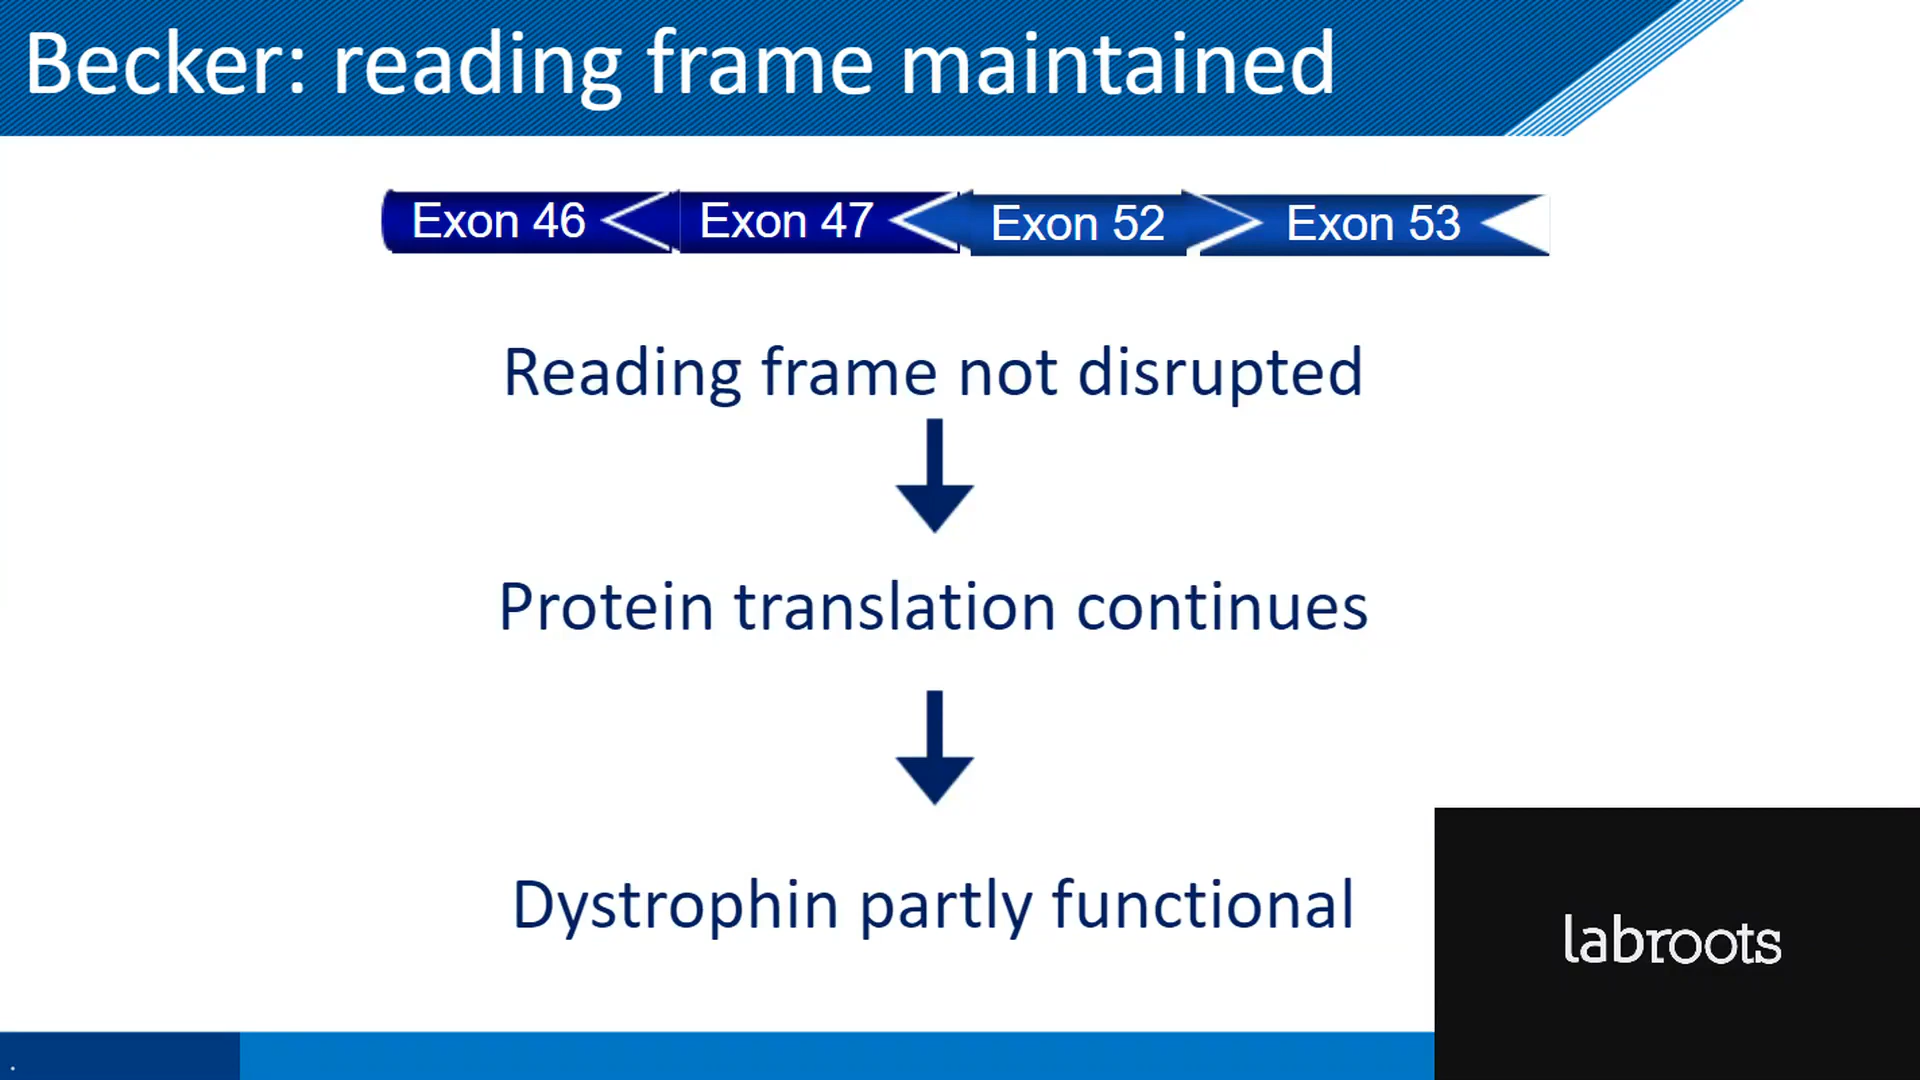 Becker: reading frame maintained
Exon 46 Exon 47 Exon 52 Exon 53
Reading frame not disrupted
Protein translation continues
Dystrophin partly functional
labroots